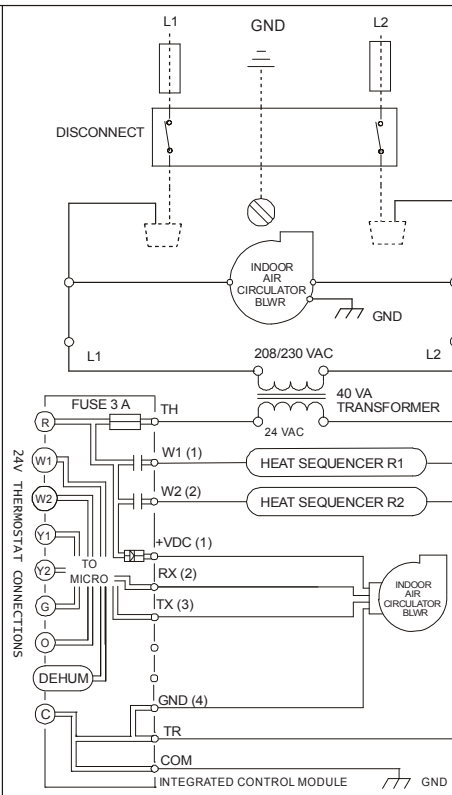 L1
GND
L2
DISCONNECT
INDOOR
AIR
CIRCULATOR
BLWR
GND
L1
208/230 VAC
L2
40 VA
TRANSFORMER
24 VAC
FUSE 3 A
TH
R
W1 (1)
HEAT SEQUENCER R1
W1
W2 (2)
HEAT SEQUENCER R2
W2
Y1
+VDC (1)
Y2
TO
MICRO
RX (2)
TX (3)
INDOOR
AIR
CIRCULATOR
BLWR
G
O
DEHUM
24V THERMOSTAT CONNECTIONS
GND (4)
C
TR
COM
INTEGRATED CONTROL MODULE
GND